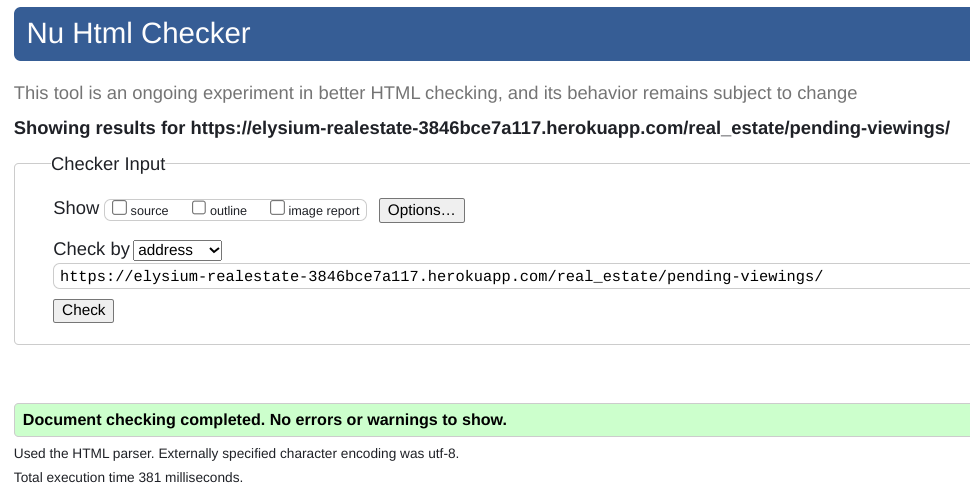 Nu Html Checker
This tool is an ongoing experiment in better HTML checking, and its behavior remains subject to change
Showing results for https://elysium-realestate-3846bce7a117.herokuapp.com/real_estate/pending-viewings/
Checker Input
Show source outline image report Options...
Check by address
https://elysium-realestate-3846bce7a117.herokuapp.com/real_estate/pending-viewings/
Check
Document checking completed. No errors or warnings to show.
Used the HTML parser. Externally specified character encoding was utf-8.
Total execution time 381 milliseconds.